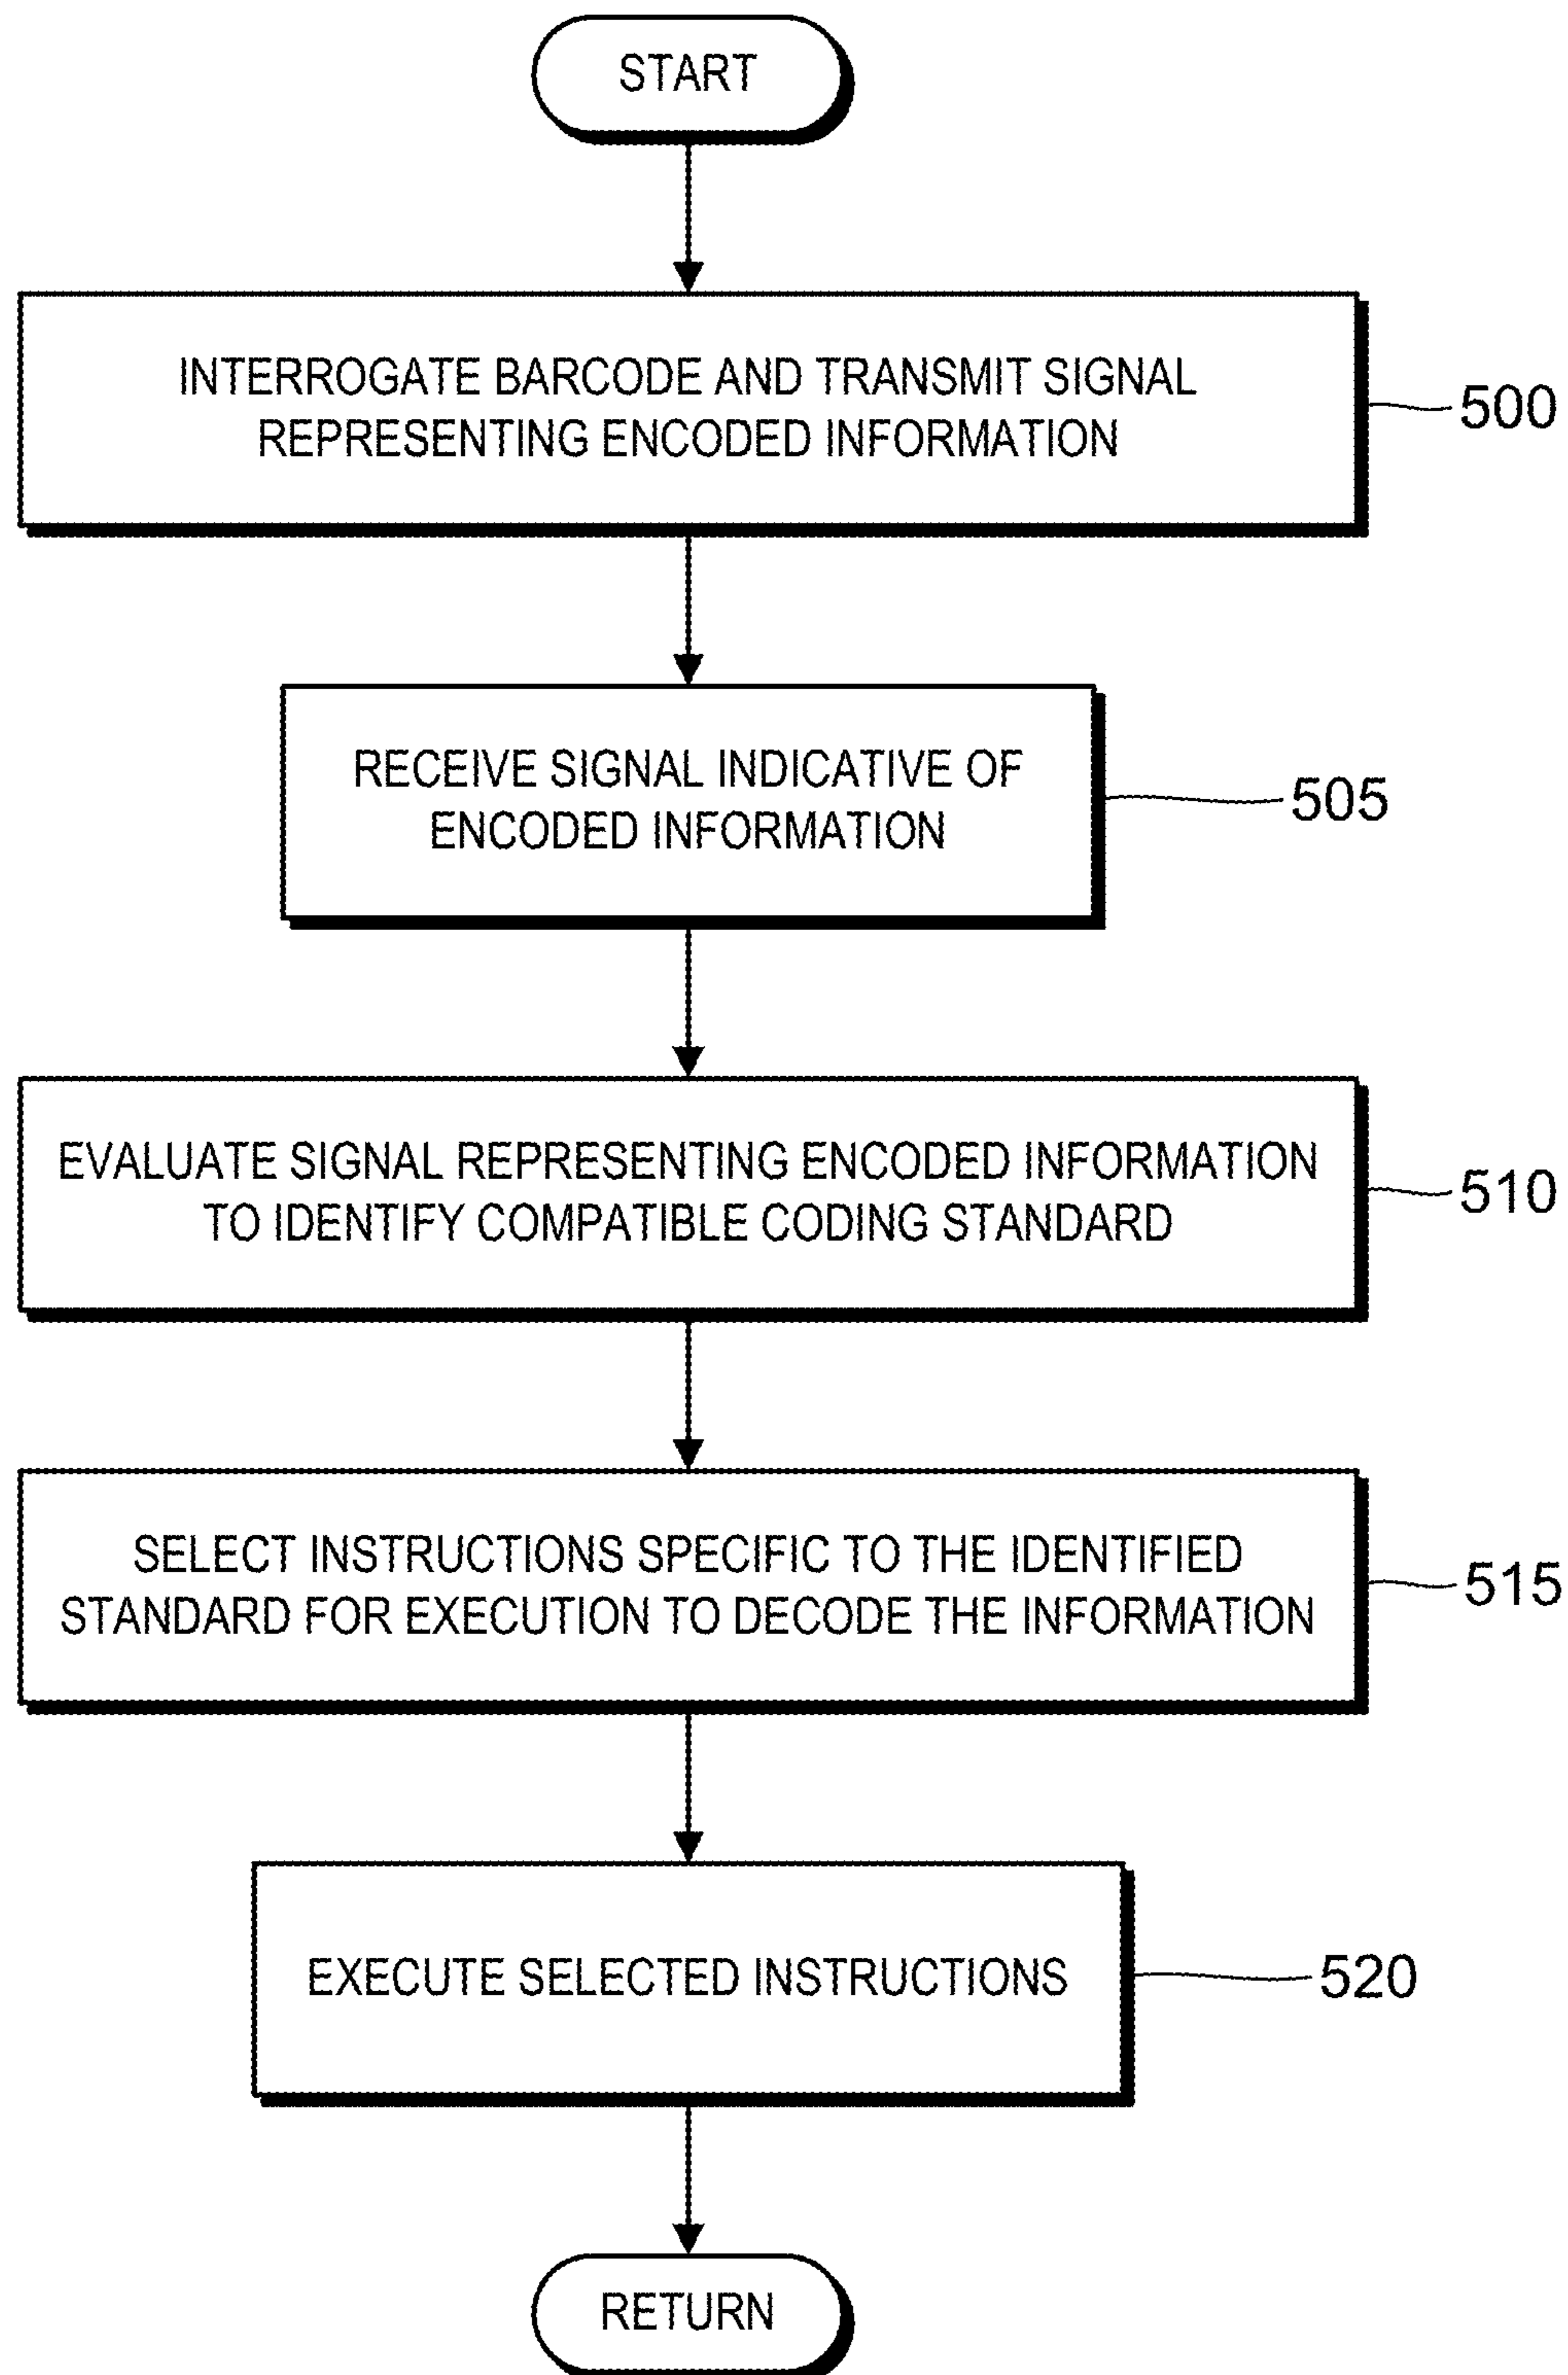 START
INTERROGATE BARCODE AND TRANSMIT SIGNAL
REPRESENTING ENCODED INFORMATION
500
RECEIVE SIGNAL INDICATIVE OF
ENCODED INFORMATION
505
EVALUATE SIGNAL REPRESENTING ENCODED INFORMATION
TO IDENTIFY COMPATIBLE CODING STANDARD
510
SELECT INSTRUCTIONS SPECIFIC TO THE IDENTIFIED
STANDARD FOR EXECUTION TO DECODE THE INFORMATION
515
EXECUTE SELECTED INSTRUCTIONS
520
RETURN